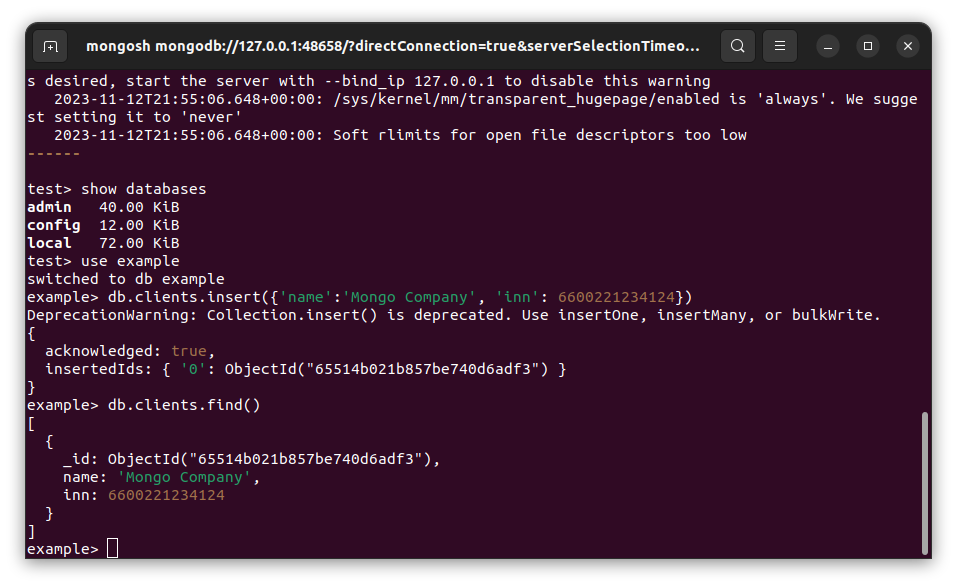 mongosh mongodb://127.0.0.1:48658/?directConnection=true&serverSelectionTimeo...
s desired, start the server with --bind_ip 127.0.0.1 to disable this warning
   2023-11-12T21:55:06.648+00:00: /sys/kernel/mm/transparent_hugepage/enabled is 'always'. We sugge
st setting it to 'never'
   2023-11-12T21:55:06.648+00:00: Soft rlimits for open file descriptors too low
------
test> show databases
admin   40.00 KiB
config  12.00 KiB
local   72.00 KiB
test> use example
switched to db example
example> db.clients.insert({'name':'Mongo Company', 'inn': 6600221234124})
DeprecationWarning: Collection.insert() is deprecated. Use insertOne, insertMany, or bulkWrite.
{
  acknowledged: true,
  insertedIds: { '0': ObjectId("65514b021b857be740d6adf3") }
}
example> db.clients.find()
[
  {
    _id: ObjectId("65514b021b857be740d6adf3"),
    name: 'Mongo Company',
    inn: 6600221234124
  }
]
example>